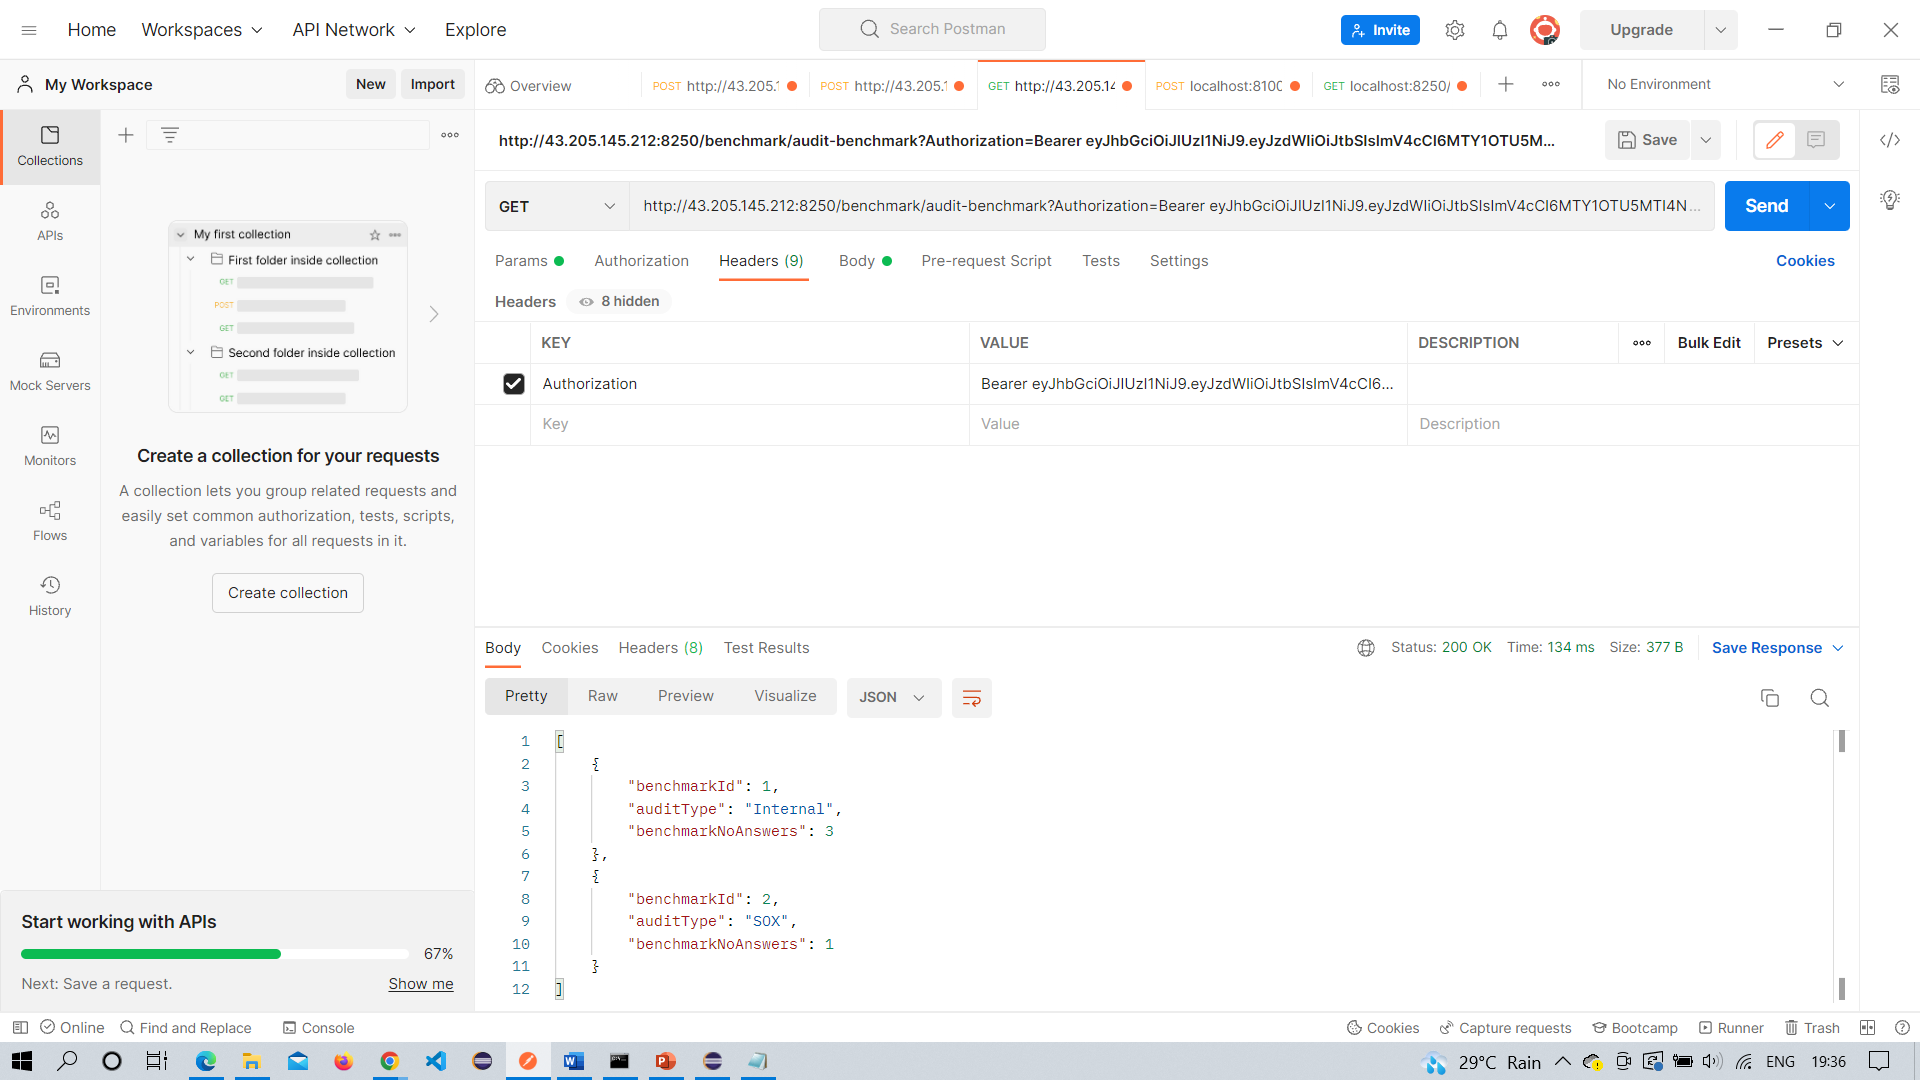 Home Workspaces API Network Explore Search Postman Invite Upgrade
My Workspace New Import Overview POST http://43.205.1 POST http://43.205.1 GET http://43.205.14 POST localhost:8100 GET localhost:8250/ No Environment
Collections
APIs
Environments
Mock Servers
Monitors
Flows
History
My first collection
First folder inside collection
GET
POST
GET
Second folder inside collection
GET
GET
Create a collection for your requests
A collection lets you group related requests and
easily set common authorization, tests, scripts,
and variables for all requests in it.
Create collection
Start working with APIs
67%
Next: Save a request. Show me
http://43.205.145.212:8250/benchmark/audit-benchmark?Authorization=Bearer eyJhbGciOiJIUzI1NiJ9.eyJzdWIiOiJtbSIsImV4cCI6MTY1OTU5M... Save
GET http://43.205.145.212:8250/benchmark/audit-benchmark?Authorization=Bearer eyJhbGciOiJIUzI1NiJ9.eyJzdWIiOiJtbSIsImV4cCI6MTY1OTU5MTI4N... Send
Params Authorization Headers (9) Body Pre-request Script Tests Settings Cookies
Headers 8 hidden
KEY VALUE DESCRIPTION Bulk Edit Presets
Authorization Bearer eyJhbGciOiJIUzI1NiJ9.eyJzdWIiOiJtbSIsImV4cCI6...
Key Value Description
Body Cookies Headers (8) Test Results Status: 200 OK Time: 134 ms Size: 377 B Save Response
Pretty Raw Preview Visualize JSON
1 [
2 {
3 "benchmarkId": 1,
4 "auditType": "Internal",
5 "benchmarkNoAnswers": 3
6 },
7 {
8 "benchmarkId": 2,
9 "auditType": "SOX",
10 "benchmarkNoAnswers": 1
11 }
12 ]
Online Find and Replace Console Cookies Capture requests Bootcamp Runner Trash
29°C Rain ENG 19:36